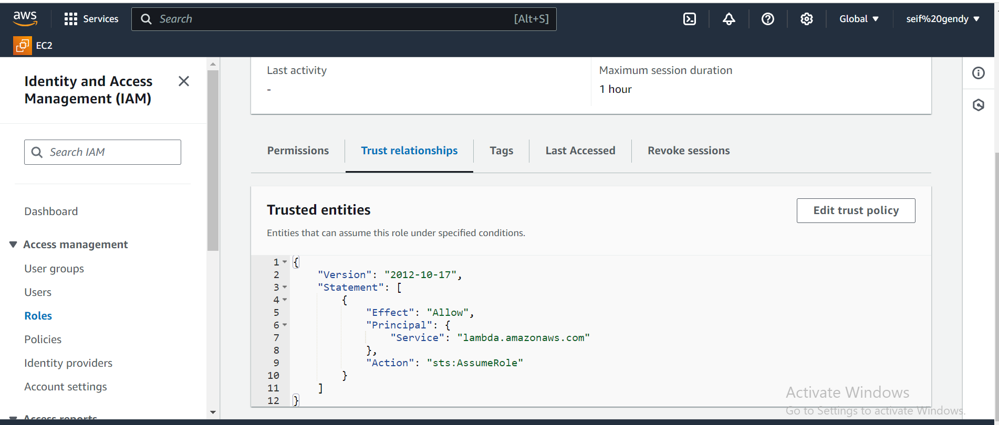 aws
Services
Search
[Alt+S]
Global
seif%20gendy
EC2
Identity and Access
Management (IAM)
Search IAM
Dashboard
Access management
User groups
Users
Roles
Policies
Identity providers
Account settings
Access reports
Last activity
-
Maximum session duration
1 hour
Permissions
Trust relationships
Tags
Last Accessed
Revoke sessions
Trusted entities
Edit trust policy
Entities that can assume this role under specified conditions.
1 {
2 "Version": "2012-10-17",
3 "Statement": [
4 {
5 "Effect": "Allow",
6 "Principal": {
7 "Service": "lambda.amazonaws.com"
8 },
9 "Action": "sts:AssumeRole"
10 }
11 ]
12 }
Activate Windows
Go to Settings to activate Windows.